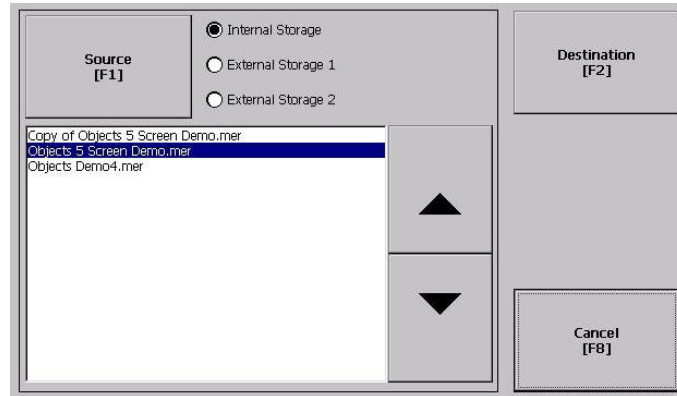 Source
[F1]
Internal Storage
External Storage 1
External Storage 2
Destination
[F2]
Copy of Objects 5 Screen Demo.mer
Objects 5 Screen Demo.mer
Objects Demo4.mer
Cancel
[F8]